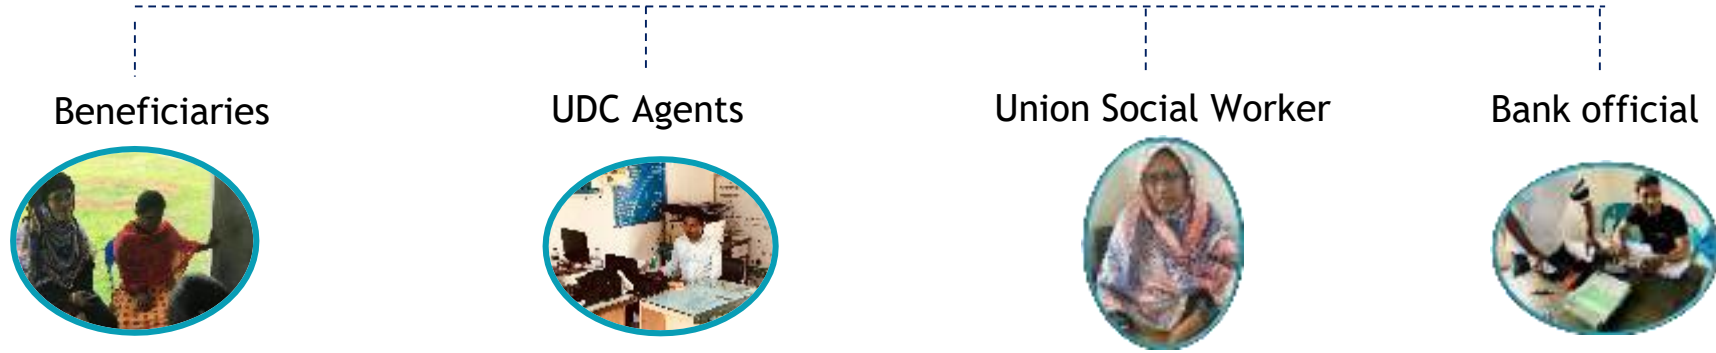 Beneficiaries
UDC Agents
Union Social Worker
Bank official